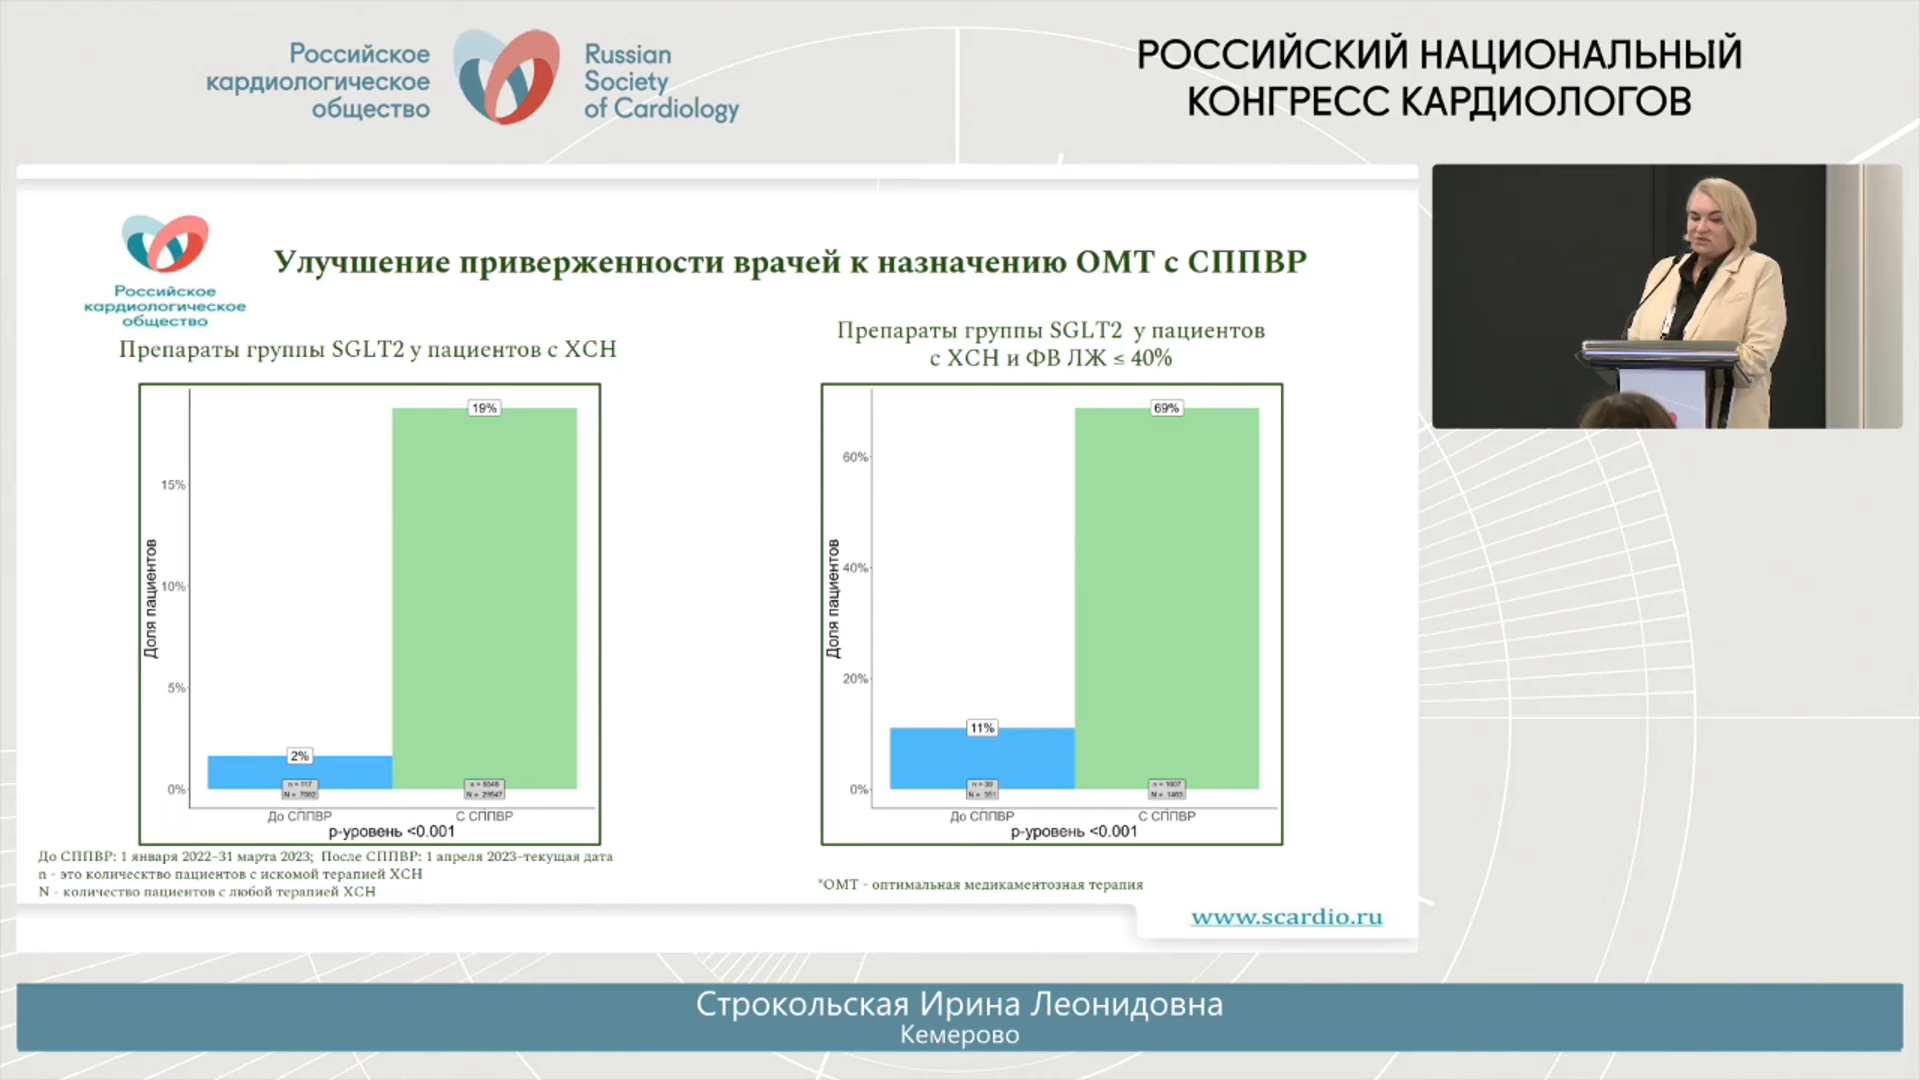 Российское
кардиологическое
общество
Russian
Society
of Cardiology
РОССИЙСКИЙ НАЦИОНАЛЬНЫЙ
КОНГРЕСС КАРДИОЛОГОВ
Российское
кардиологическое
общество
Улучшение приверженности врачей к назначению ОМТ с СППВР
Препараты группы SGLT2 у пациентов с ХСН
Доля пациентов
15%
10%
5%
0%
19%
2%
n = 117
До СППВР
С СППВР
p-уровень <0.001
Препараты группы SGLT2 у пациентов
с ХСН и ФВ ЛЖ ≤ 40%
Доля пациентов
60%
40%
20%
0%
69%
11%
n = 39
N = 351
До СППВР
С СППВР
p-уровень <0.001
До СППВР: 1 января 2022–31 марта 2023; После СППВР: 1 апреля 2023–текущая дата
n - это количекство пациентов с искомой терапией ХСН
N - количество пациентов с любой терапией ХСН
*ОМТ - оптимальная медикаментозная терапия
www.scardio.ru
Строкольская Ирина Леонидовна
Кемерово